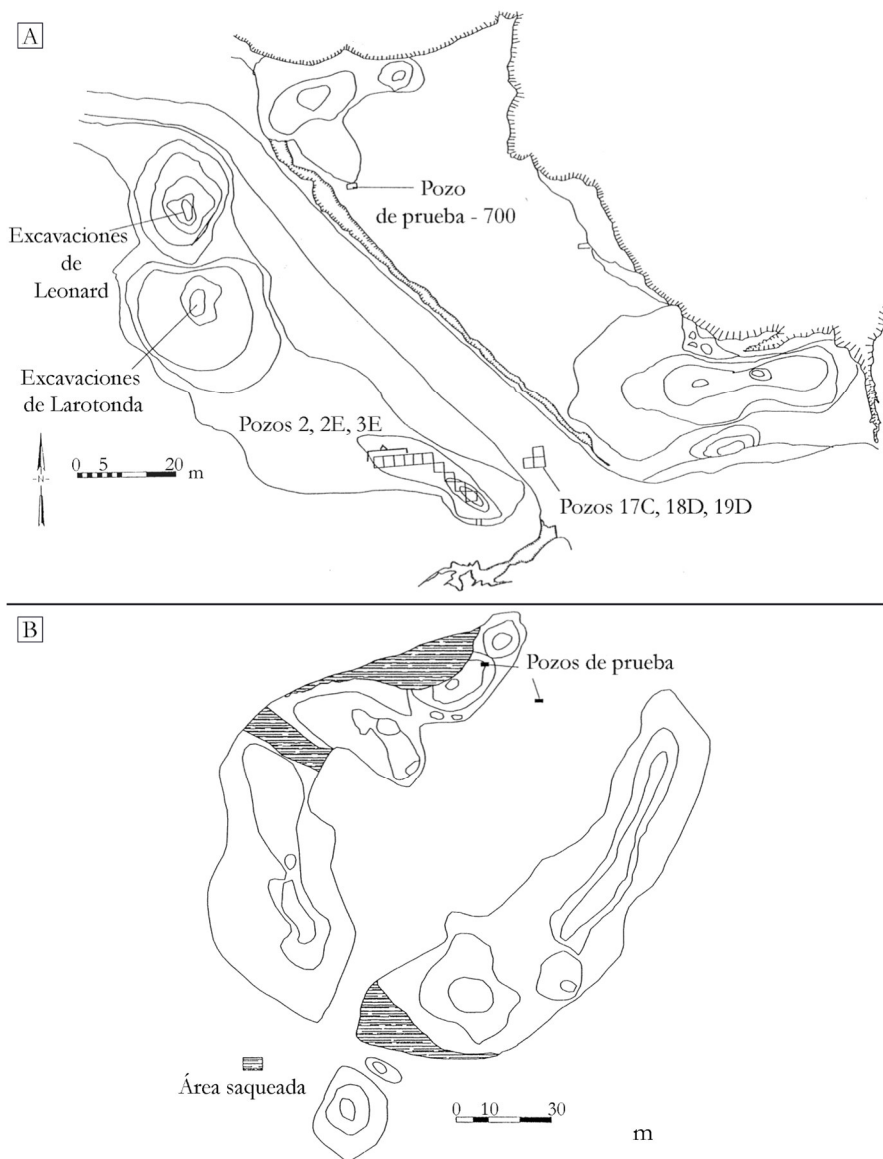 A
Pozo
de prueba - 700
Excavaciones
de
Leonard
Excavaciones
de Larotonda
Pozos 2, 2E, 3E
N
0 5 10 20
m
Pozos 17C, 18D, 19D
B
Pozos de prueba
Área saqueada
0 10 30
m